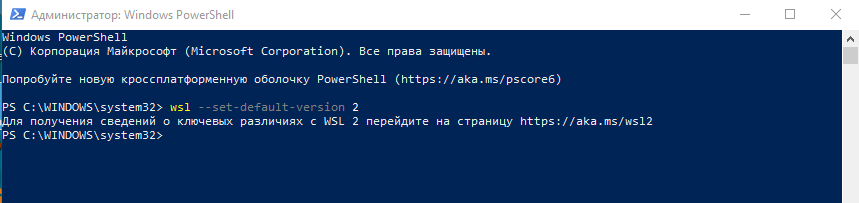 Администратор: Windows PowerShell
Windows PowerShell
(C) Корпорация Майкрософт (Microsoft Corporation). Все права защищены.
Попробуйте новую кроссплатформенную оболочку PowerShell (https://aka.ms/pscore6)
PS C:\WINDOWS\system32> wsl --set-default-version 2
Для получения сведений о ключевых различиях с WSL 2 перейдите на страницу https://aka.ms/wsl2
PS C:\WINDOWS\system32>